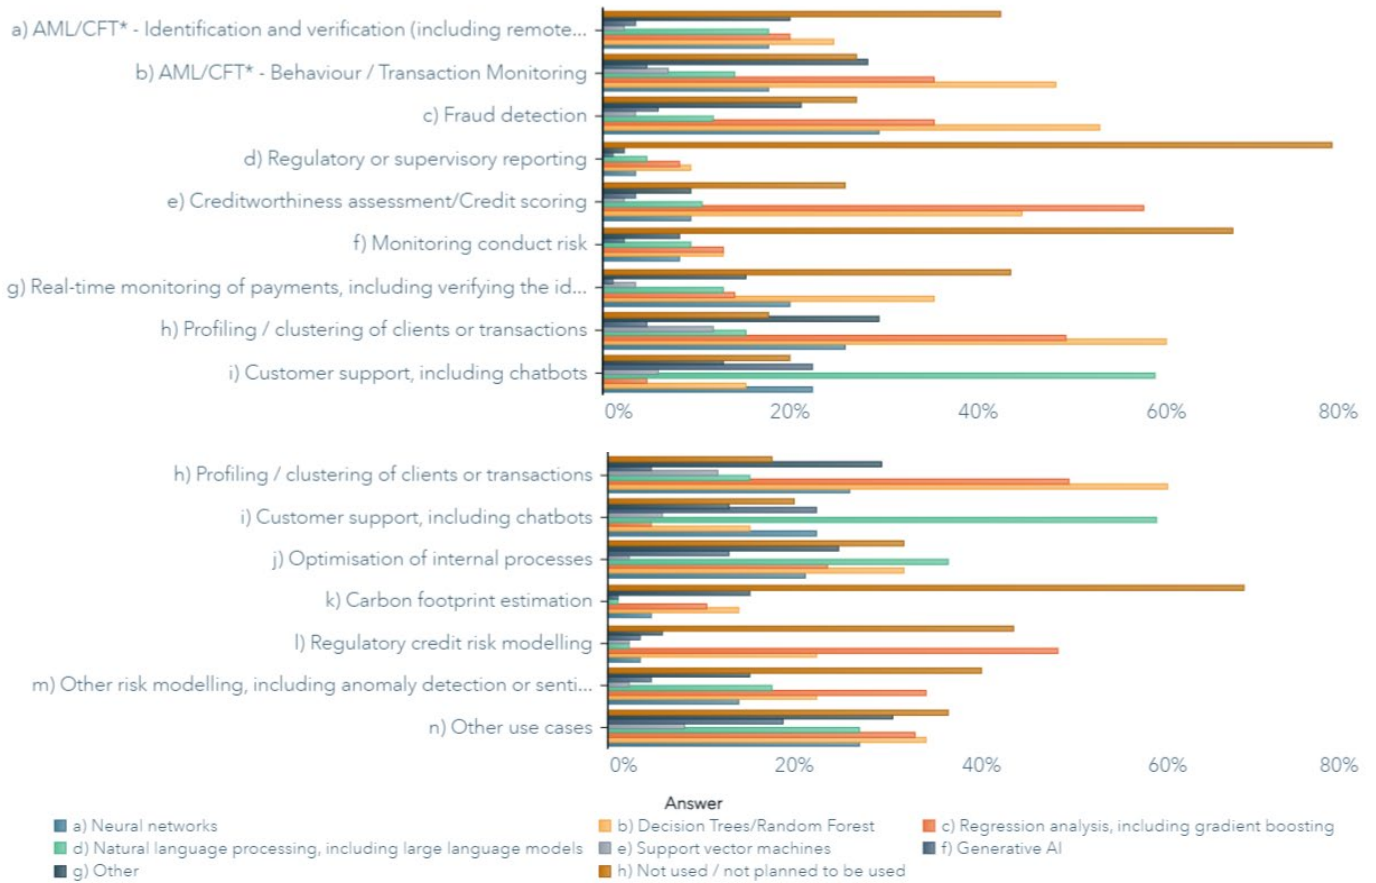 a) AML/CFT* - Identification and verification (including remote...
b) AML/CFT* - Behaviour / Transaction Monitoring
c) Fraud detection
d) Regulatory or supervisory reporting
e) Creditworthiness assessment/Credit scoring
f) Monitoring conduct risk
g) Real-time monitoring of payments, including verifying the id...
h) Profiling / clustering of clients or transactions
i) Customer support, including chatbots
0% 20% 40% 60% 80%
h) Profiling / clustering of clients or transactions
i) Customer support, including chatbots
j) Optimisation of internal processes
k) Carbon footprint estimation
l) Regulatory credit risk modelling
m) Other risk modelling, including anomaly detection or senti...
n) Other use cases
0% 20% 40% 60% 80%
Answer
a) Neural networks b) Decision Trees/Random Forest c) Regression analysis, including gradient boosting
d) Natural language processing, including large language models e) Support vector machines f) Generative AI
g) Other h) Not used / not planned to be used